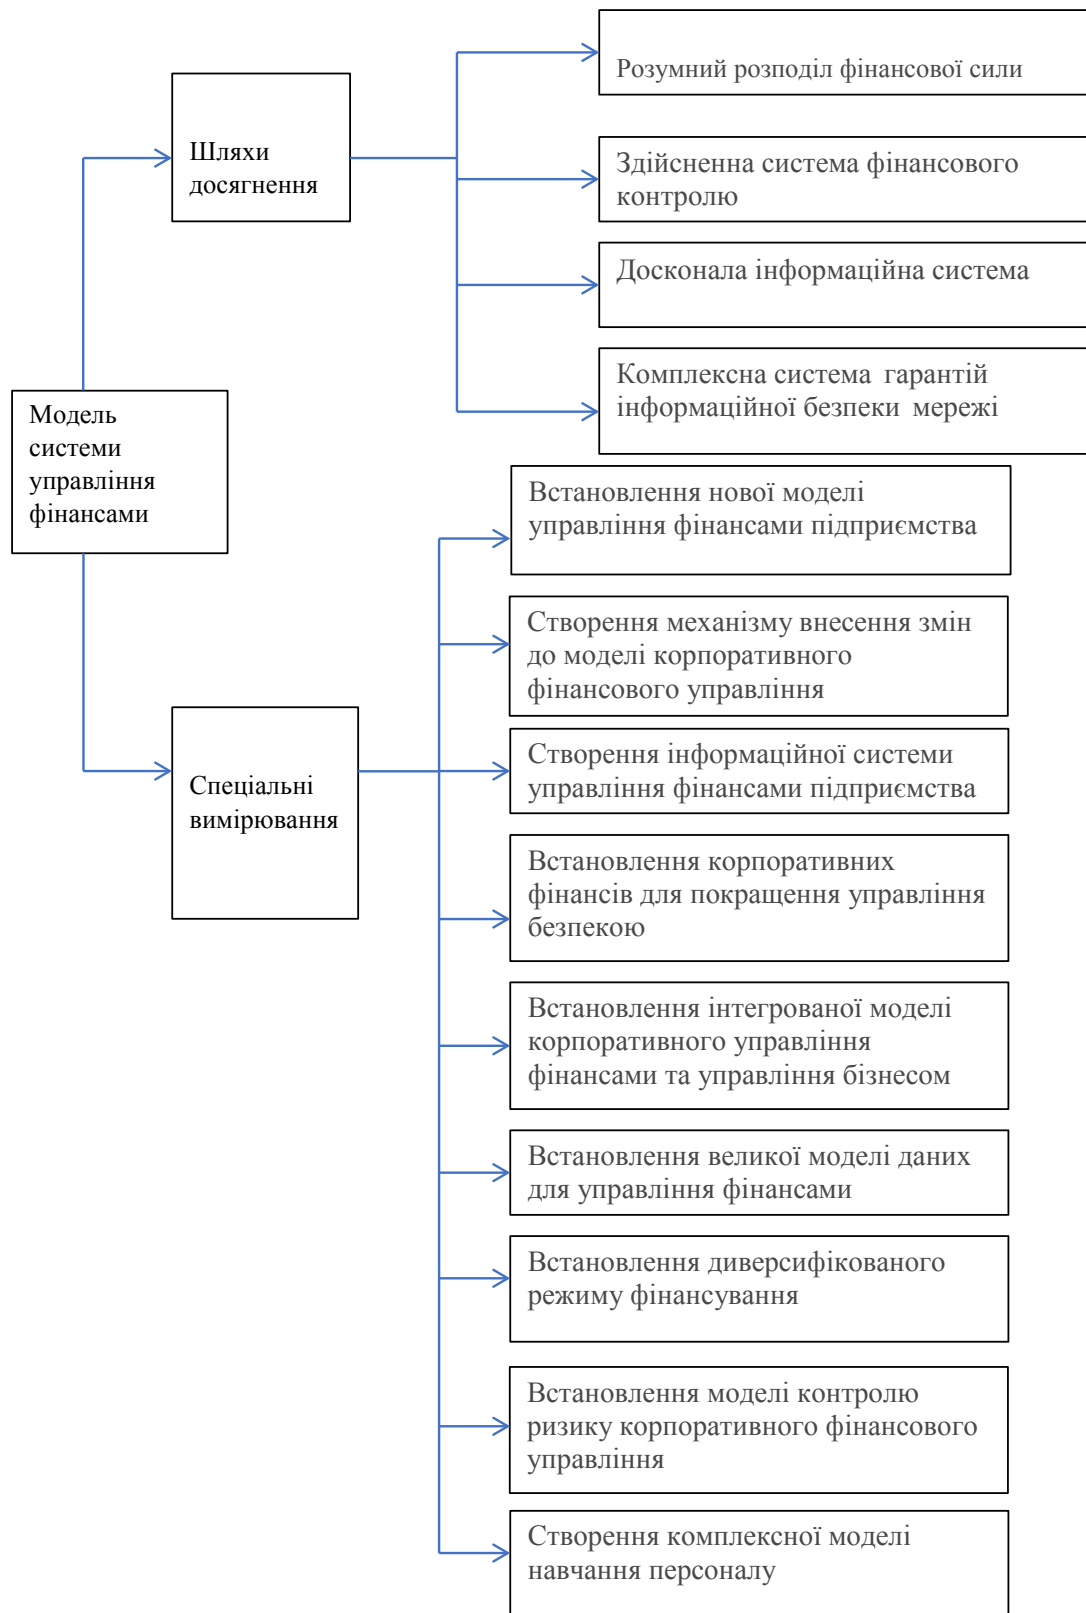 Розумний розподіл фінансової сили
Шляхи
досягнення
Здійсненна система фінансового
контролю
Досконала інформаційна система
Комплексна система гарантій
інформаційної безпеки мережі
Модель
системи
управління
фінансами
Встановлення нової моделі
управління фінансами підприємства
Створення механізму внесення змін
до моделі корпоративного
фінансового управління
Спеціальні
вимірювання
Створення інформаційної системи
управління фінансами підприємства
Встановлення корпоративних
фінансів для покращення управління
безпекою
Встановлення інтегрованої моделі
корпоративного управління
фінансами та управління бізнесом
Встановлення великої моделі даних
для управління фінансами
Встановлення диверсифікованого
режиму фінансування
Встановлення моделі контролю
ризику корпоративного фінансового
управління
Створення комплексної моделі
навчання персоналу